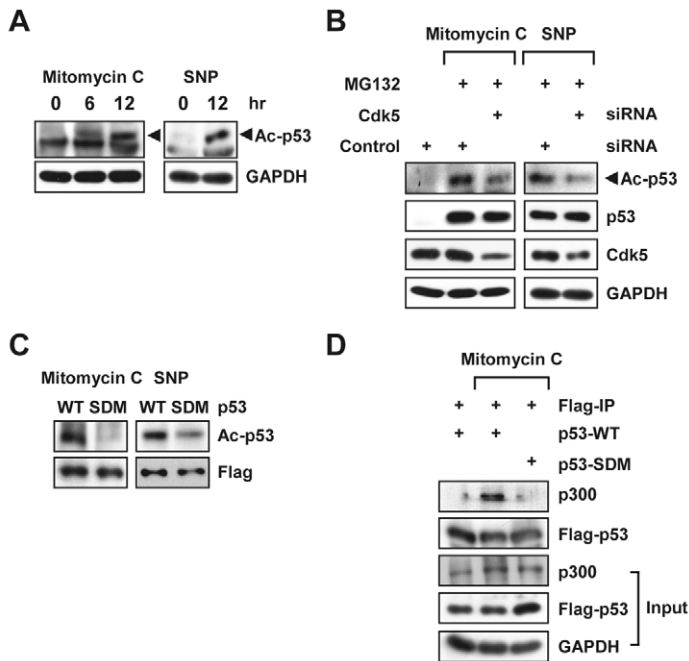 A
Mitomycin C SNP
0 6 12 0 12 hr
Ac-p53
GAPDH
B
Mitomycin C SNP
MG132 + + + +
Cdk5 + + siRNA
Control + + + siRNA
Ac-p53
p53
Cdk5
GAPDH
C
Mitomycin C SNP
WT SDM WT SDM p53
Ac-p53
Flag
D
Mitomycin C
+ + + Flag-IP
+ + p53-WT
+ p53-SDM
p300
Flag-p53
p300
Flag-p53 Input
GAPDH